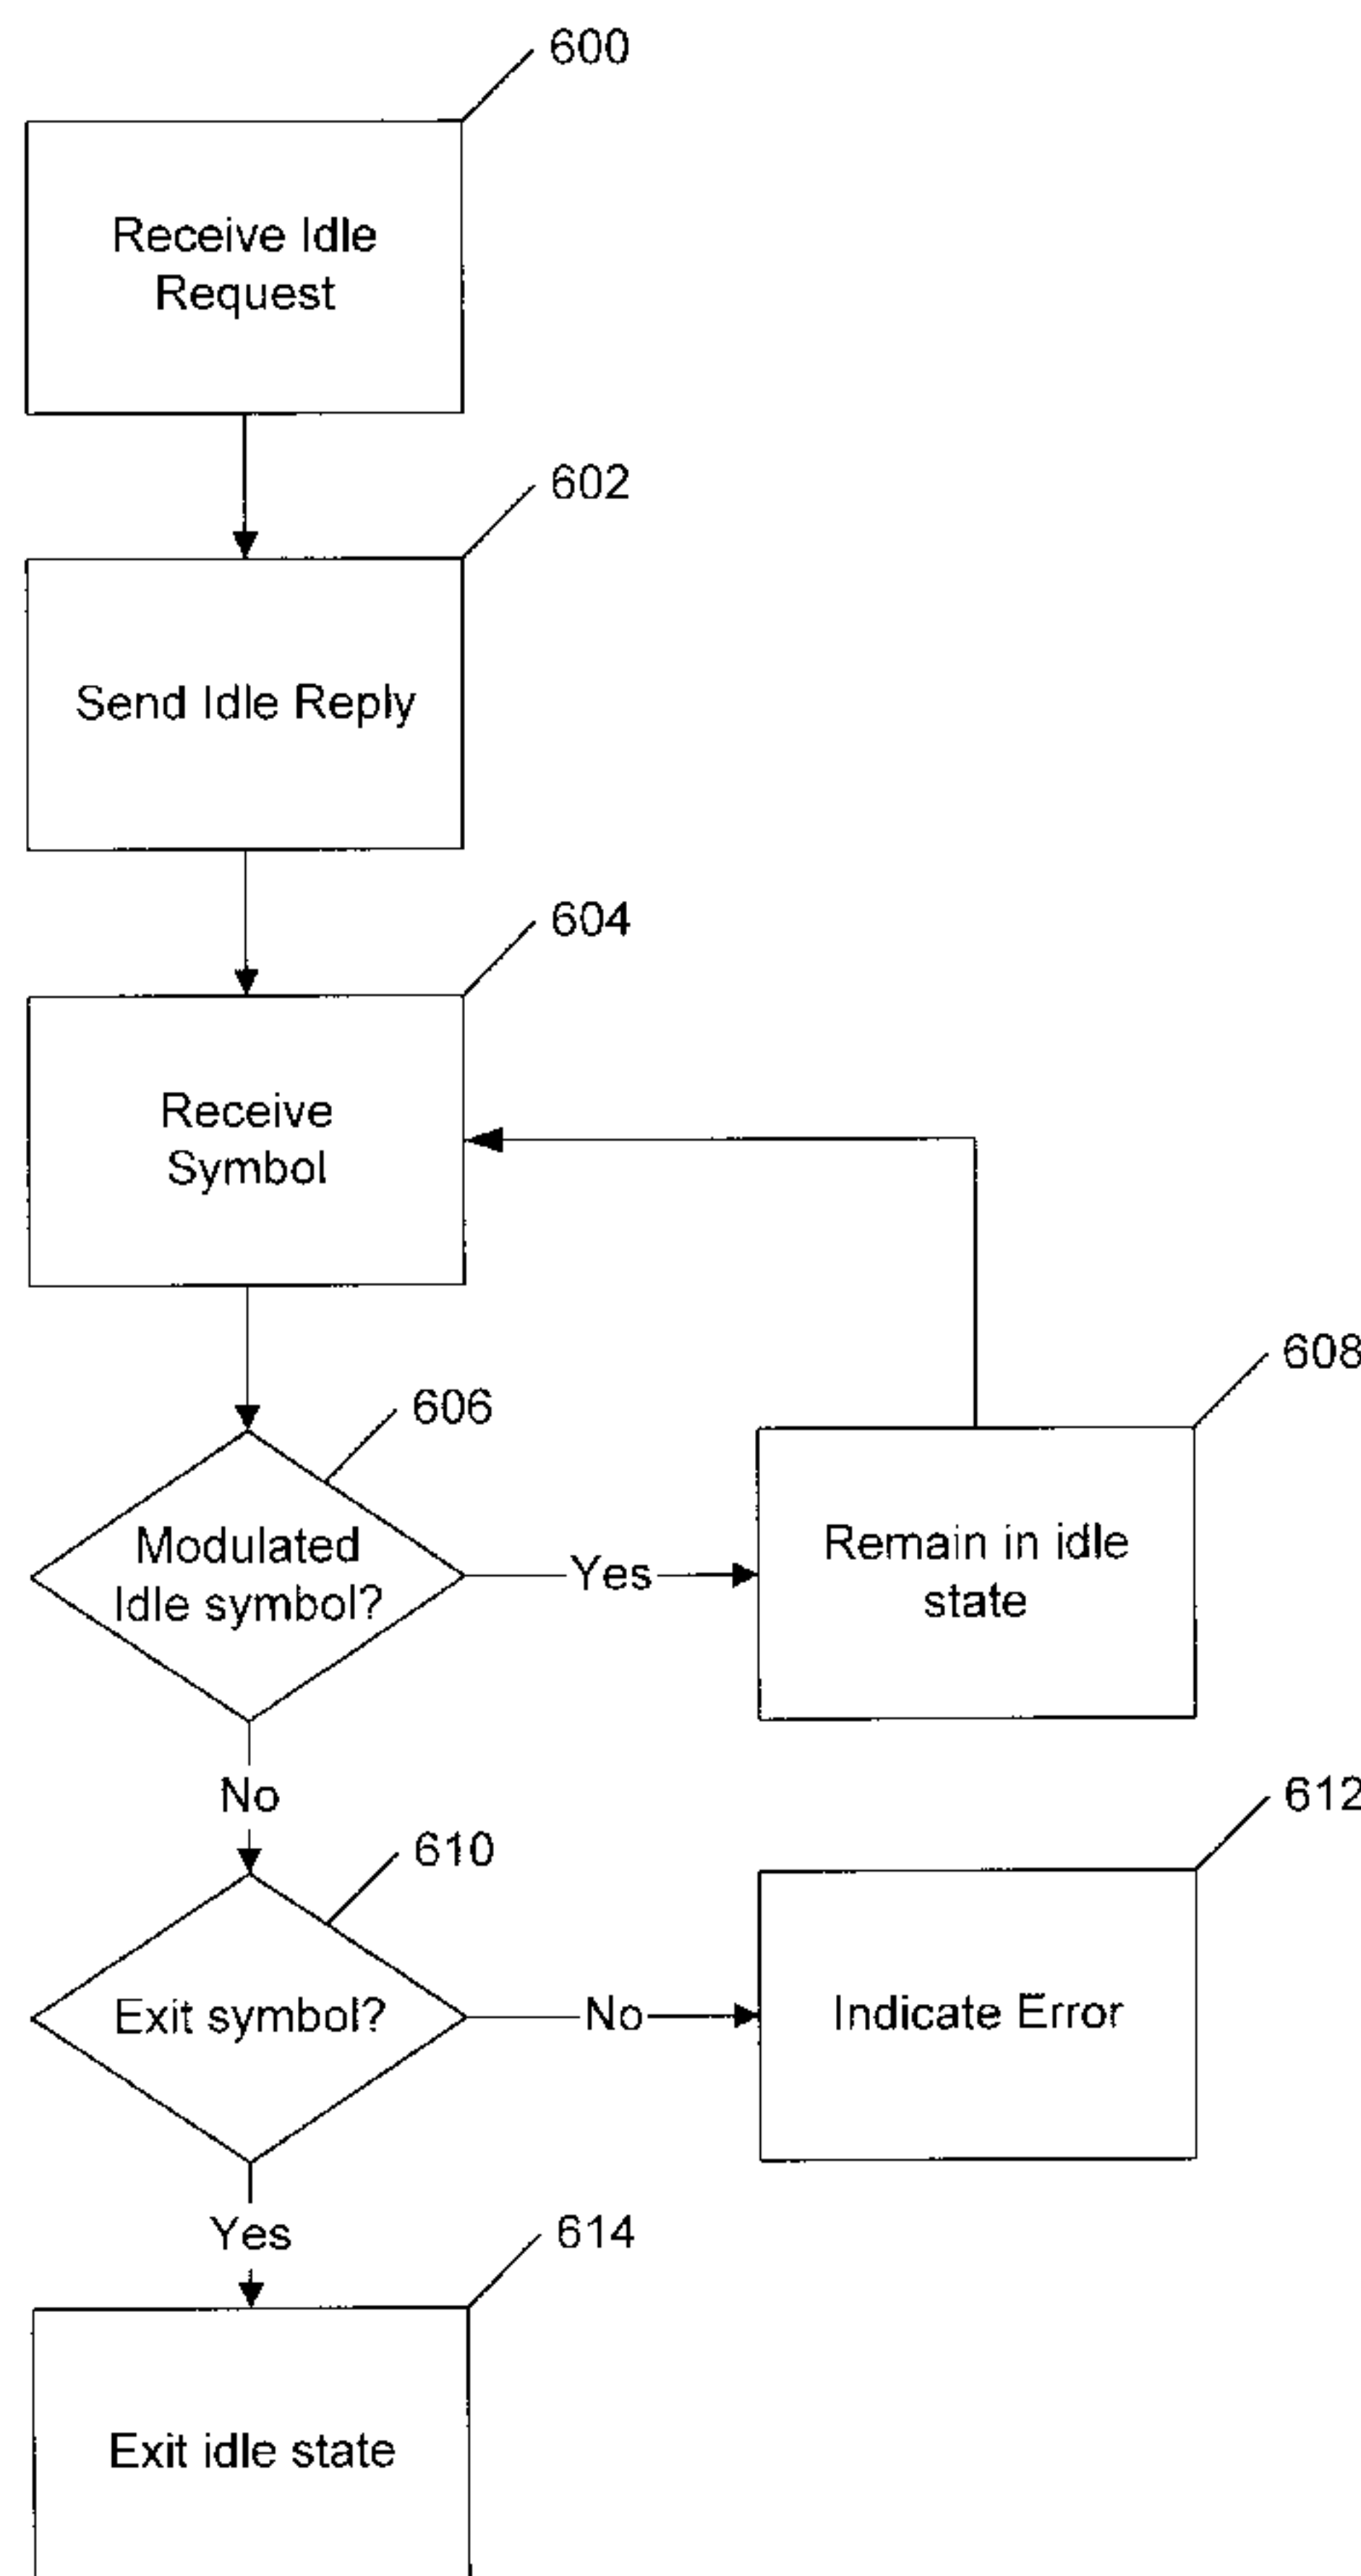 600
Receive Idle
Request
602
Send Idle Reply
604
Receive
Symbol
608
606
Modulated
Idle symbol?
Yes
Remain in idle
state
No
612
610
Exit symbol?
No
Indicate Error
Yes
614
Exit idle state